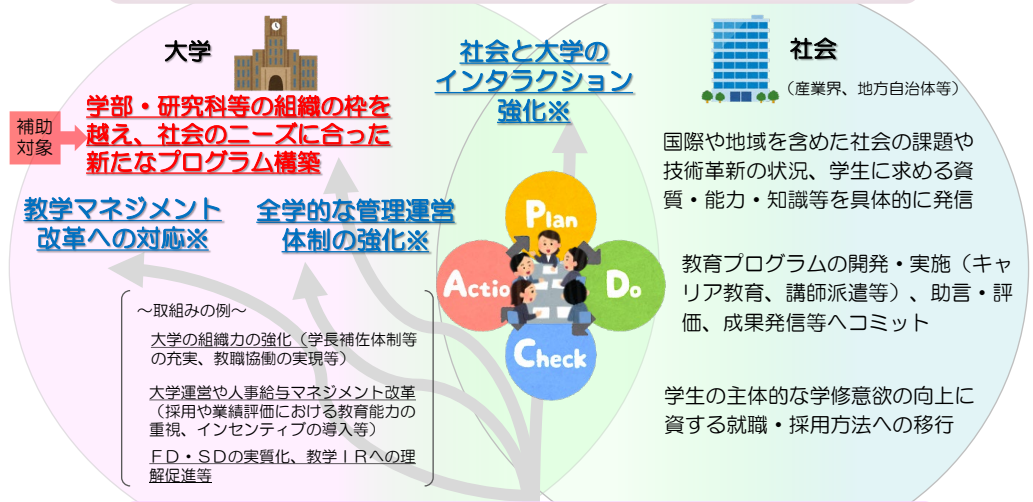 大学
補助
対象
学部・研究科等の組織の枠を
越え、社会のニーズに合った
新たなプログラム構築
教学マネジメント
改革への対応※
全学的な管理運営
体制の強化※
～取組みの例～
大学の組織力の強化（学長補佐体制等
の充実、教職協働の実現等）
大学運営や人事給与マネジメント改革
（採用や業績評価における教育能力の
重視、インセンティブの導入等）
ＦＤ・ＳＤの実質化、教学ＩＲへの理
解促進等
社会と大学の
インタラクション
強化※
Plan
Actio
Do
Check
社会
（産業界、地方自治体等）
国際や地域を含めた社会の課題や
技術革新の状況、学生に求める資
質・能力・知識等を具体的に発信
教育プログラムの開発・実施（キャ
リア教育、講師派遣等）、助言・評
価、成果発信等へコミット
学生の主体的な学修意欲の向上に
資する就職・採用方法への移行